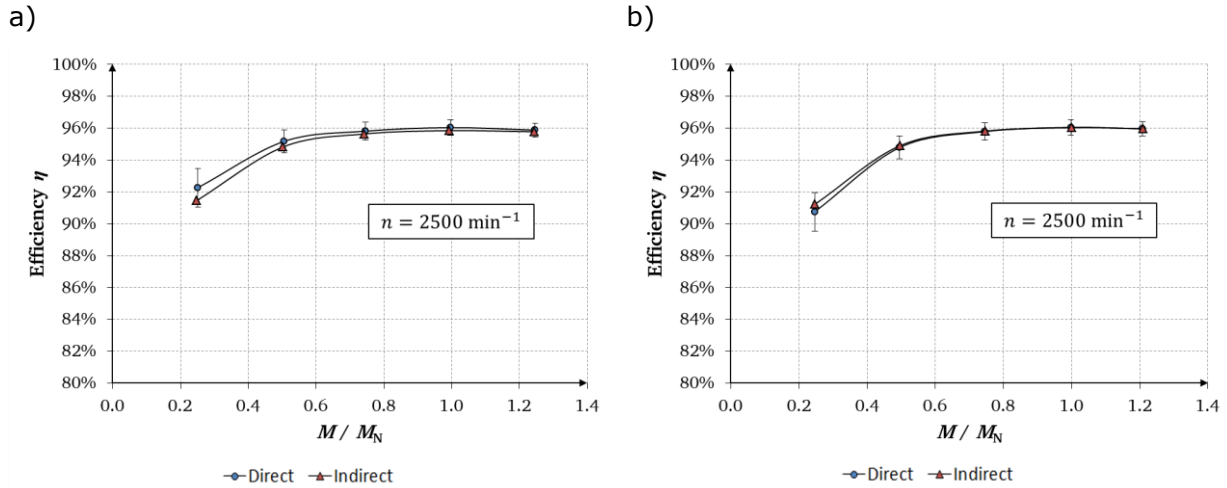 a)
100%
98%
96%
94%
92%
90%
88%
86%
84%
82%
80%
Efficiency η
n = 2500 min⁻¹
0.0 0.2 0.4 0.6 0.8 1.0 1.2 1.4
M / M_N
Direct Indirect
b)
100%
98%
96%
94%
92%
90%
88%
86%
84%
82%
80%
Efficiency η
n = 2500 min⁻¹
0.0 0.2 0.4 0.6 0.8 1.0 1.2 1.4
M / M_N
Direct Indirect